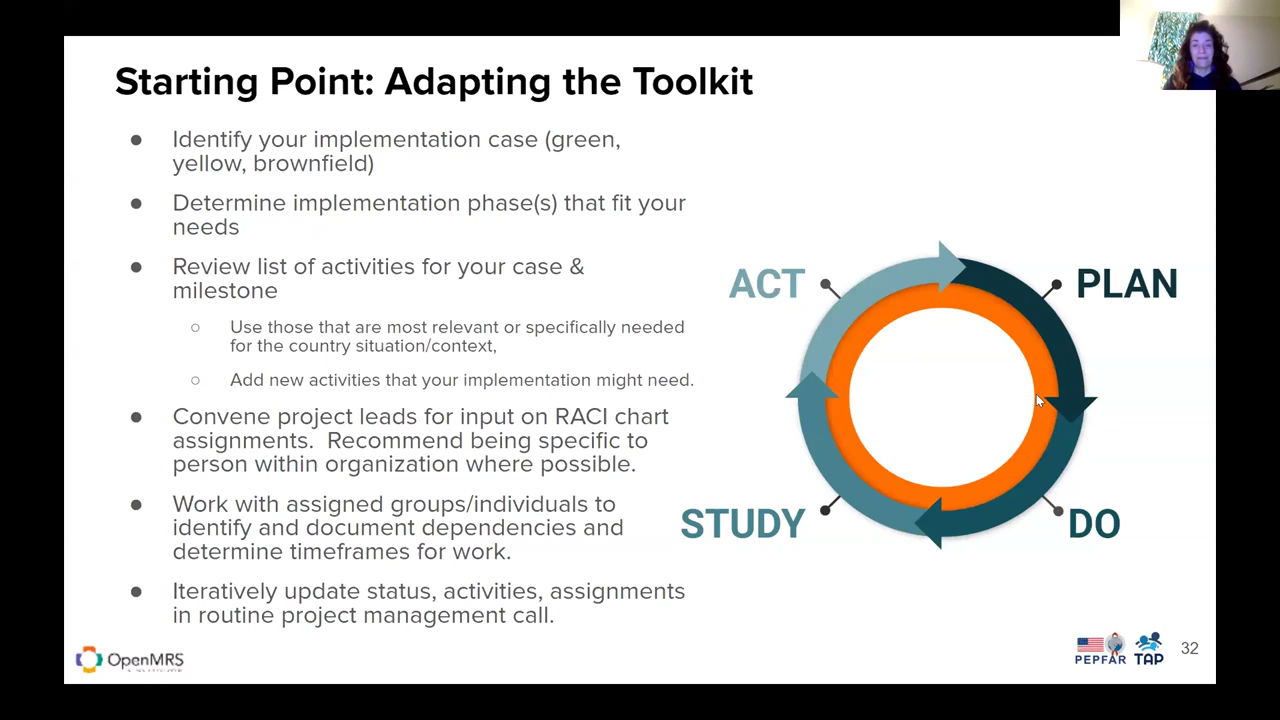 Starting Point: Adapting the Toolkit
● Identify your implementation case (green,
yellow, brownfield)
● Determine implementation phase(s) that fit your
needs
● Review list of activities for your case &
milestone
○ Use those that are most relevant or specifically needed
for the country situation/context,
○ Add new activities that your implementation might need.
● Convene project leads for input on RACI chart
assignments.  Recommend being specific to
person within organization where possible.
● Work with assigned groups/individuals to
identify and document dependencies and
determine timeframes for work.
● Iteratively update status, activities, assignments
in routine project management call.
ACT
PLAN
STUDY
DO
OpenMRS
PEPFAR
TAP
32